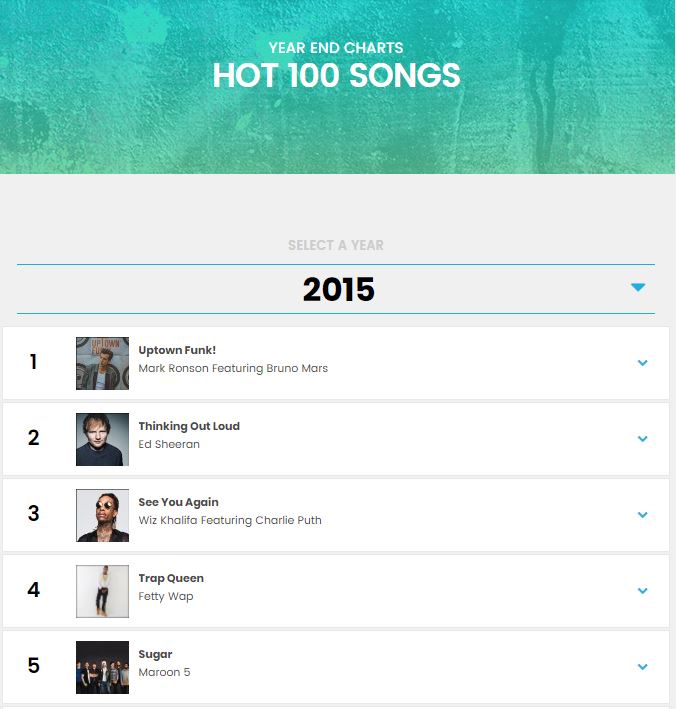 YEAR END CHARTS
HOT 100 SONGS
SELECT A YEAR
2015
1
UPTOWN
Uptown Funk!
Mark Ronson Featuring Bruno Mars
2
Thinking Out Loud
Ed Sheeran
3
See You Again
Wiz Khalifa Featuring Charlie Puth
4
Trap Queen
Fetty Wap
5
Sugar
Maroon 5